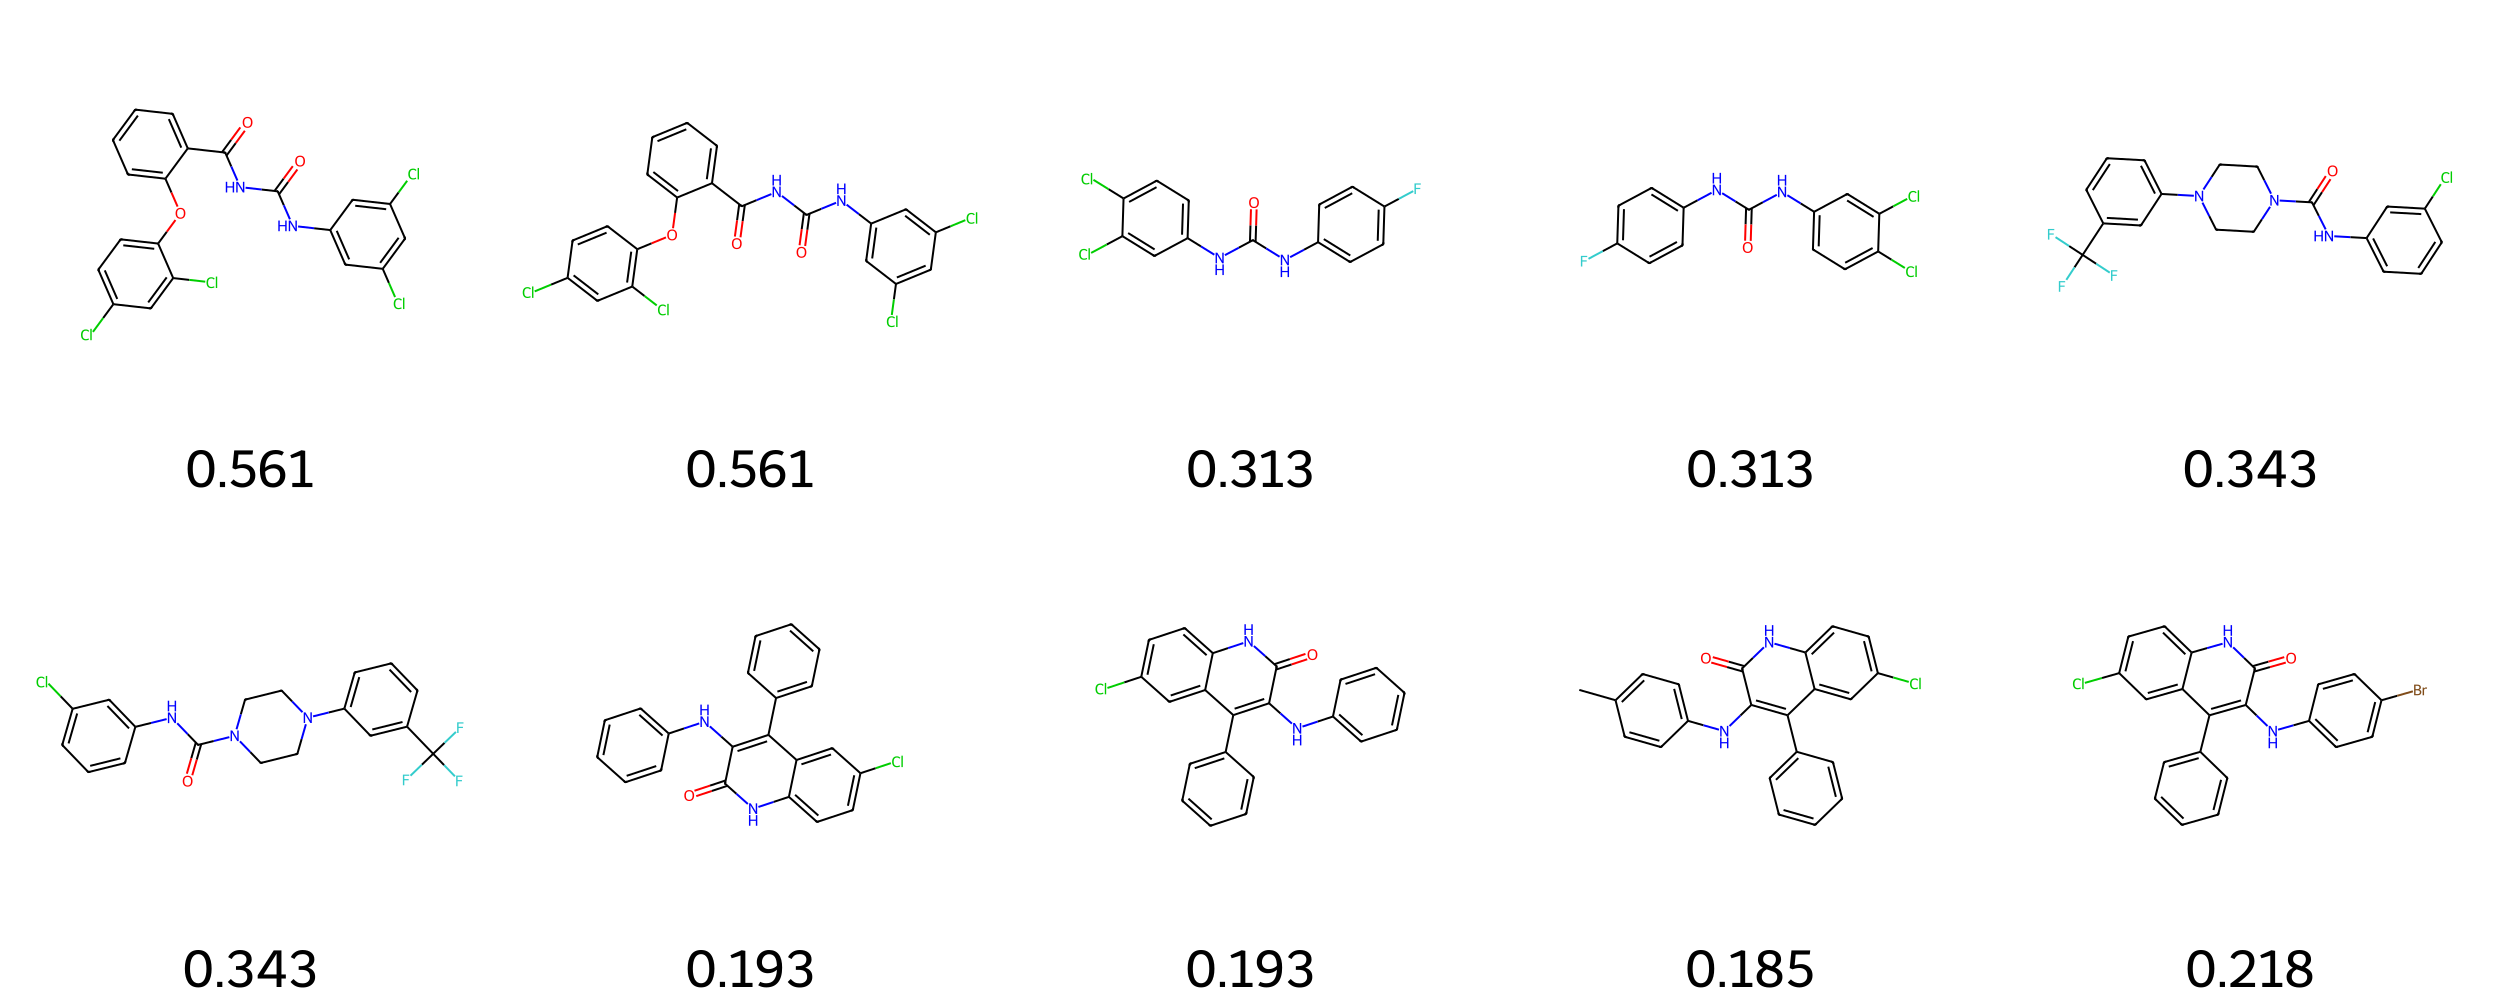 O O HN HN O Cl Cl Cl Cl
0.561
H N H N O O O Cl Cl Cl Cl
0.561
Cl Cl N H O N H F
0.313
F H N O H N Cl Cl
0.313
F F F N N O HN Cl
0.343
Cl H N O N N F F F
0.343
H N O N H Cl
0.193
Cl H N O N H
0.193
O H N N H Cl
0.185
Cl H N O N H Br
0.218